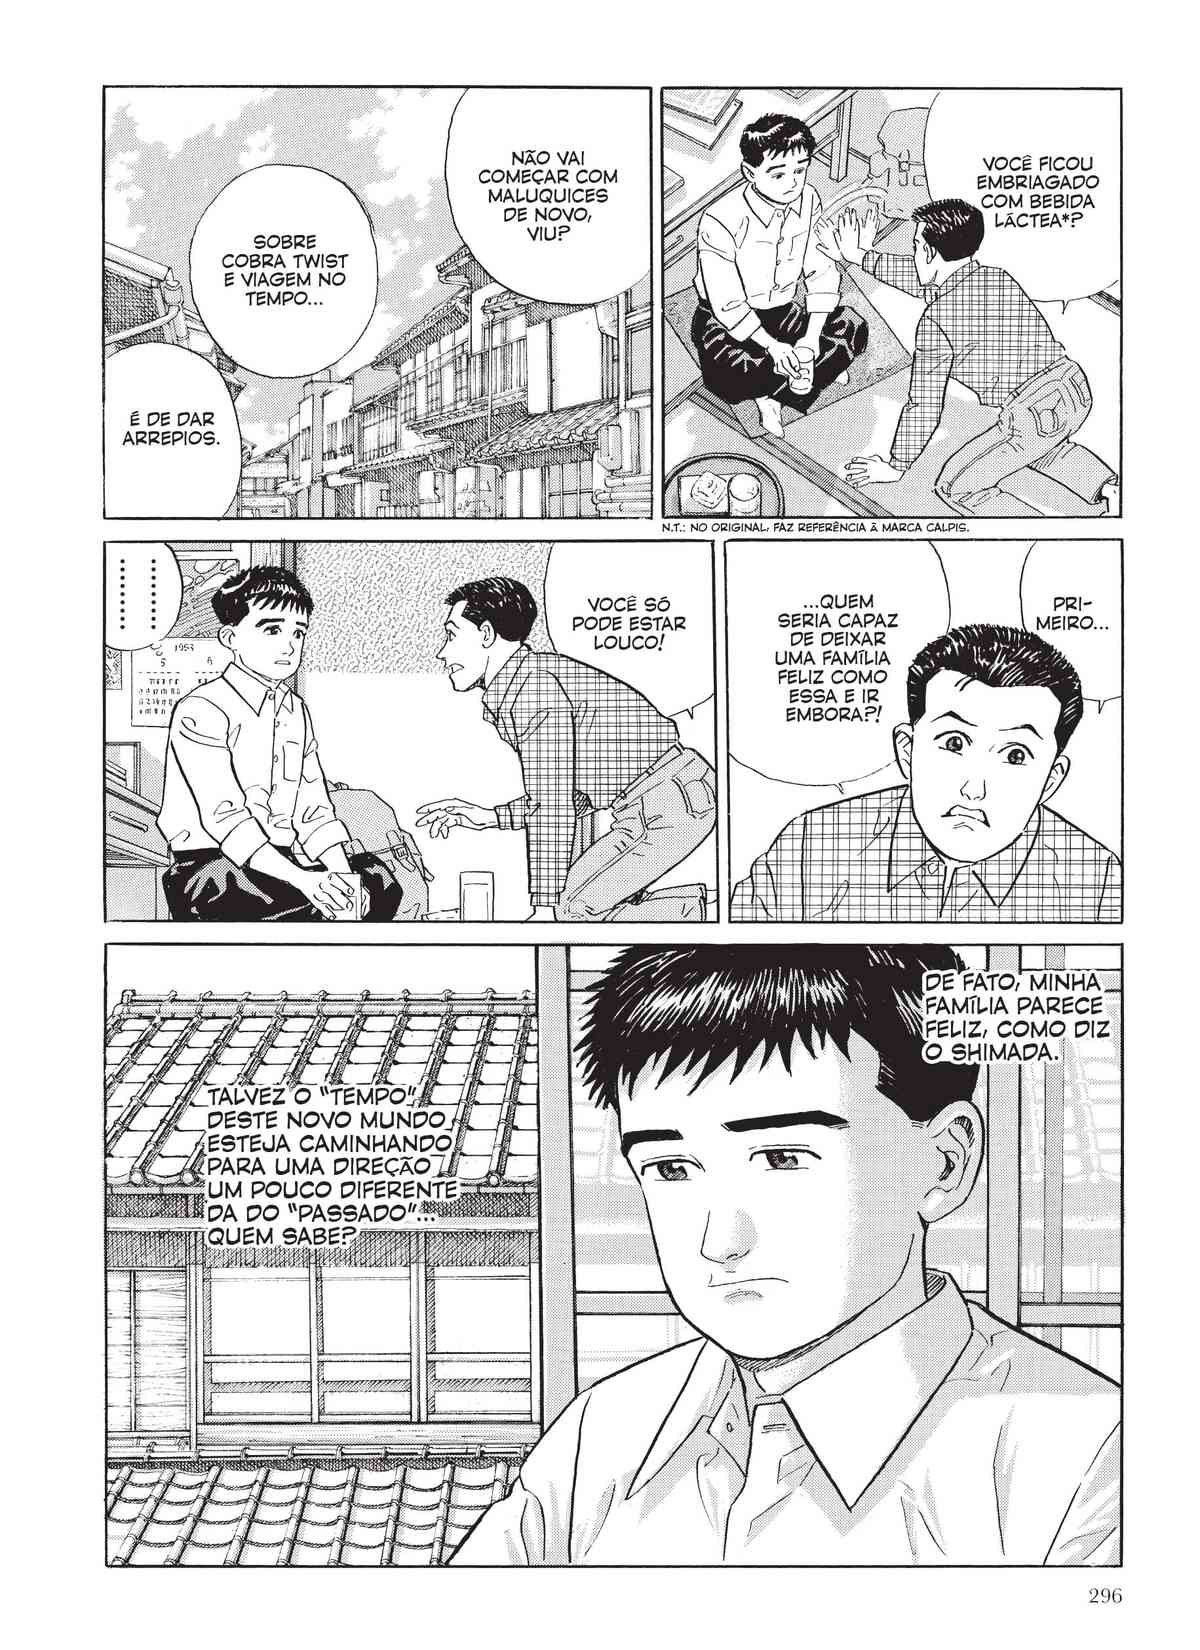 VOCÊ FICOU
EMBRIAGADO
COM BEBIDA
LÁCTEA*?
N.T.: NO ORIGINAL, FAZ REFERÊNCIA À MARCA CALPIS.
NÃO VAI
COMEÇAR COM
MALUQUICES
DE NOVO,
VIU?
SOBRE
COBRA TWIST
E VIAGEM NO
TEMPO...
É DE DAR
ARREPIOS.
PRI-
MEIRO...
...QUEM
SERIA CAPAZ
DE DEIXAR
UMA FAMÍLIA
FELIZ COMO
ESSA E IR
EMBORA?!
VOCÊ SÓ
PODE ESTAR
LOUCO!
DE FATO, MINHA
FAMÍLIA PARECE
FELIZ, COMO DIZ
O SHIMADA.
TALVEZ O "TEMPO"
DESTE NOVO MUNDO
ESTEJA CAMINHANDO
PARA UMA DIREÇÃO
UM POUCO DIFERENTE
DA DO "PASSADO"...
QUEM SABE?
296